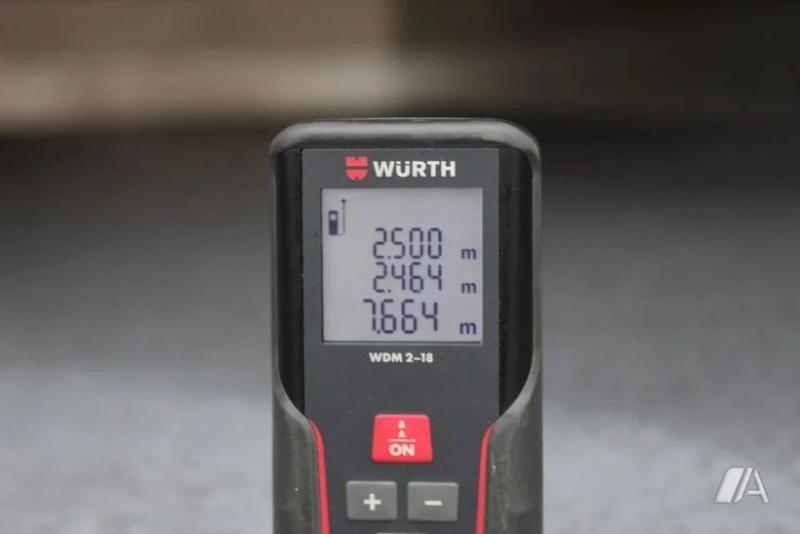 WÜRTH
2.500 m
2.464 m
7.664 m
WDM 2-18
ON
+ −
A